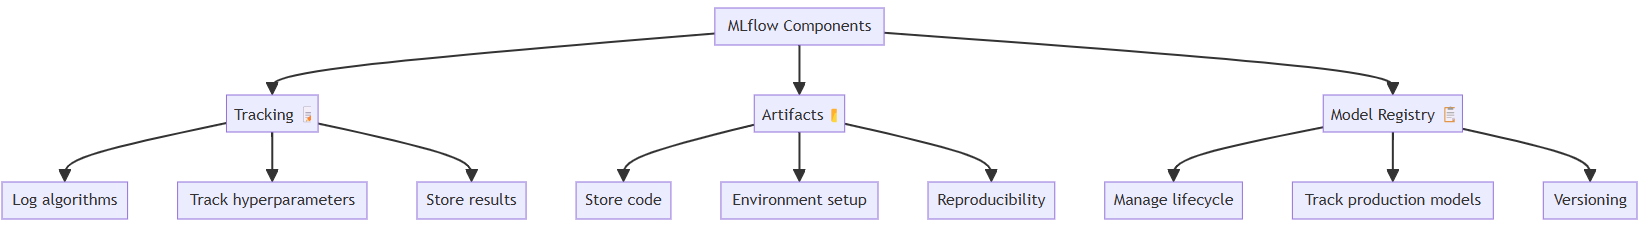 MLflow Components
Tracking
Artifacts
Model Registry
Log algorithms
Track hyperparameters
Store results
Store code
Environment setup
Reproducibility
Manage lifecycle
Track production models
Versioning